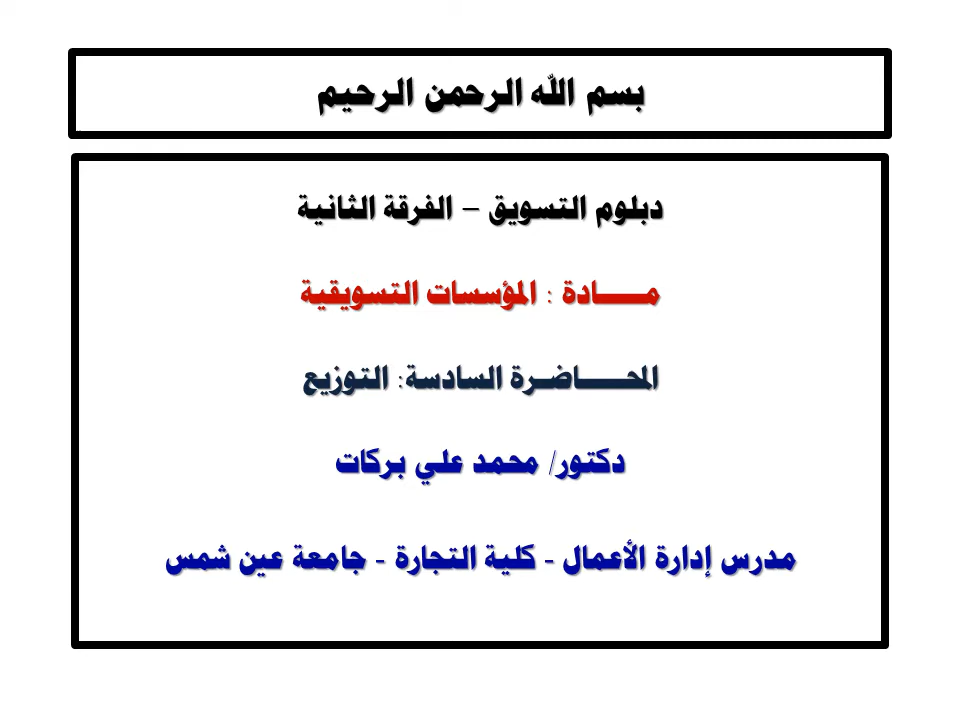 بسم الله الرحمن الرحيم
دبلوم التسويق – الفرقة الثانية
مـــــادة : المؤسسات التسويقية
المحـــــــاضــرة السادسة: التوزيع
دكتور/ محمد علي بركات
مدرس إدارة الأعمال - كلية التجارة - جامعة عين شمس